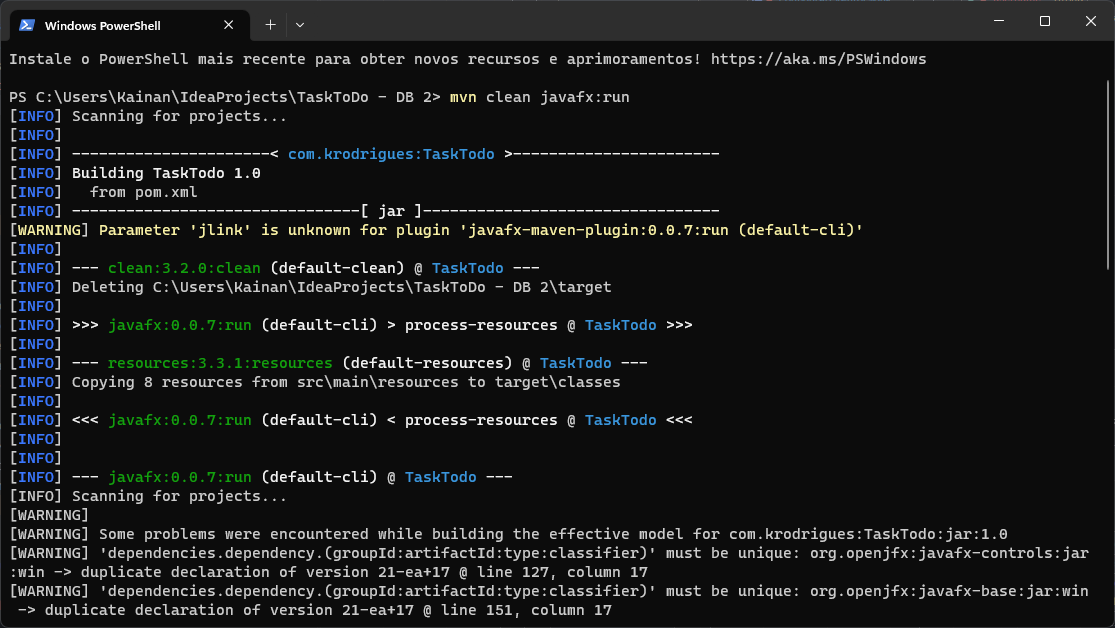 Windows PowerShell
Instale o PowerShell mais recente para obter novos recursos e aprimoramentos! https://aka.ms/PSWindows
PS C:\Users\Kainan\IdeaProjects\TaskToDo - DB 2> mvn clean javafx:run
[INFO] Scanning for projects...
[INFO]
[INFO] ----------------------< com.krodrigues:TaskTodo >-----------------------
[INFO] Building TaskTodo 1.0
[INFO]   from pom.xml
[INFO] --------------------------------[ jar ]---------------------------------
[WARNING] Parameter 'jlink' is unknown for plugin 'javafx-maven-plugin:0.0.7:run (default-cli)'
[INFO]
[INFO] --- clean:3.2.0:clean (default-clean) @ TaskTodo ---
[INFO] Deleting C:\Users\Kainan\IdeaProjects\TaskToDo - DB 2\target
[INFO]
[INFO] >>> javafx:0.0.7:run (default-cli) > process-resources @ TaskTodo >>>
[INFO]
[INFO] --- resources:3.3.1:resources (default-resources) @ TaskTodo ---
[INFO] Copying 8 resources from src\main\resources to target\classes
[INFO]
[INFO] <<< javafx:0.0.7:run (default-cli) < process-resources @ TaskTodo <<<
[INFO]
[INFO]
[INFO] --- javafx:0.0.7:run (default-cli) @ TaskTodo ---
[INFO] Scanning for projects...
[WARNING]
[WARNING] Some problems were encountered while building the effective model for com.krodrigues:TaskTodo:jar:1.0
[WARNING] 'dependencies.dependency.(groupId:artifactId:type:classifier)' must be unique: org.openjfx:javafx-controls:jar
:win -> duplicate declaration of version 21-ea+17 @ line 127, column 17
[WARNING] 'dependencies.dependency.(groupId:artifactId:type:classifier)' must be unique: org.openjfx:javafx-base:jar:win
 -> duplicate declaration of version 21-ea+17 @ line 151, column 17